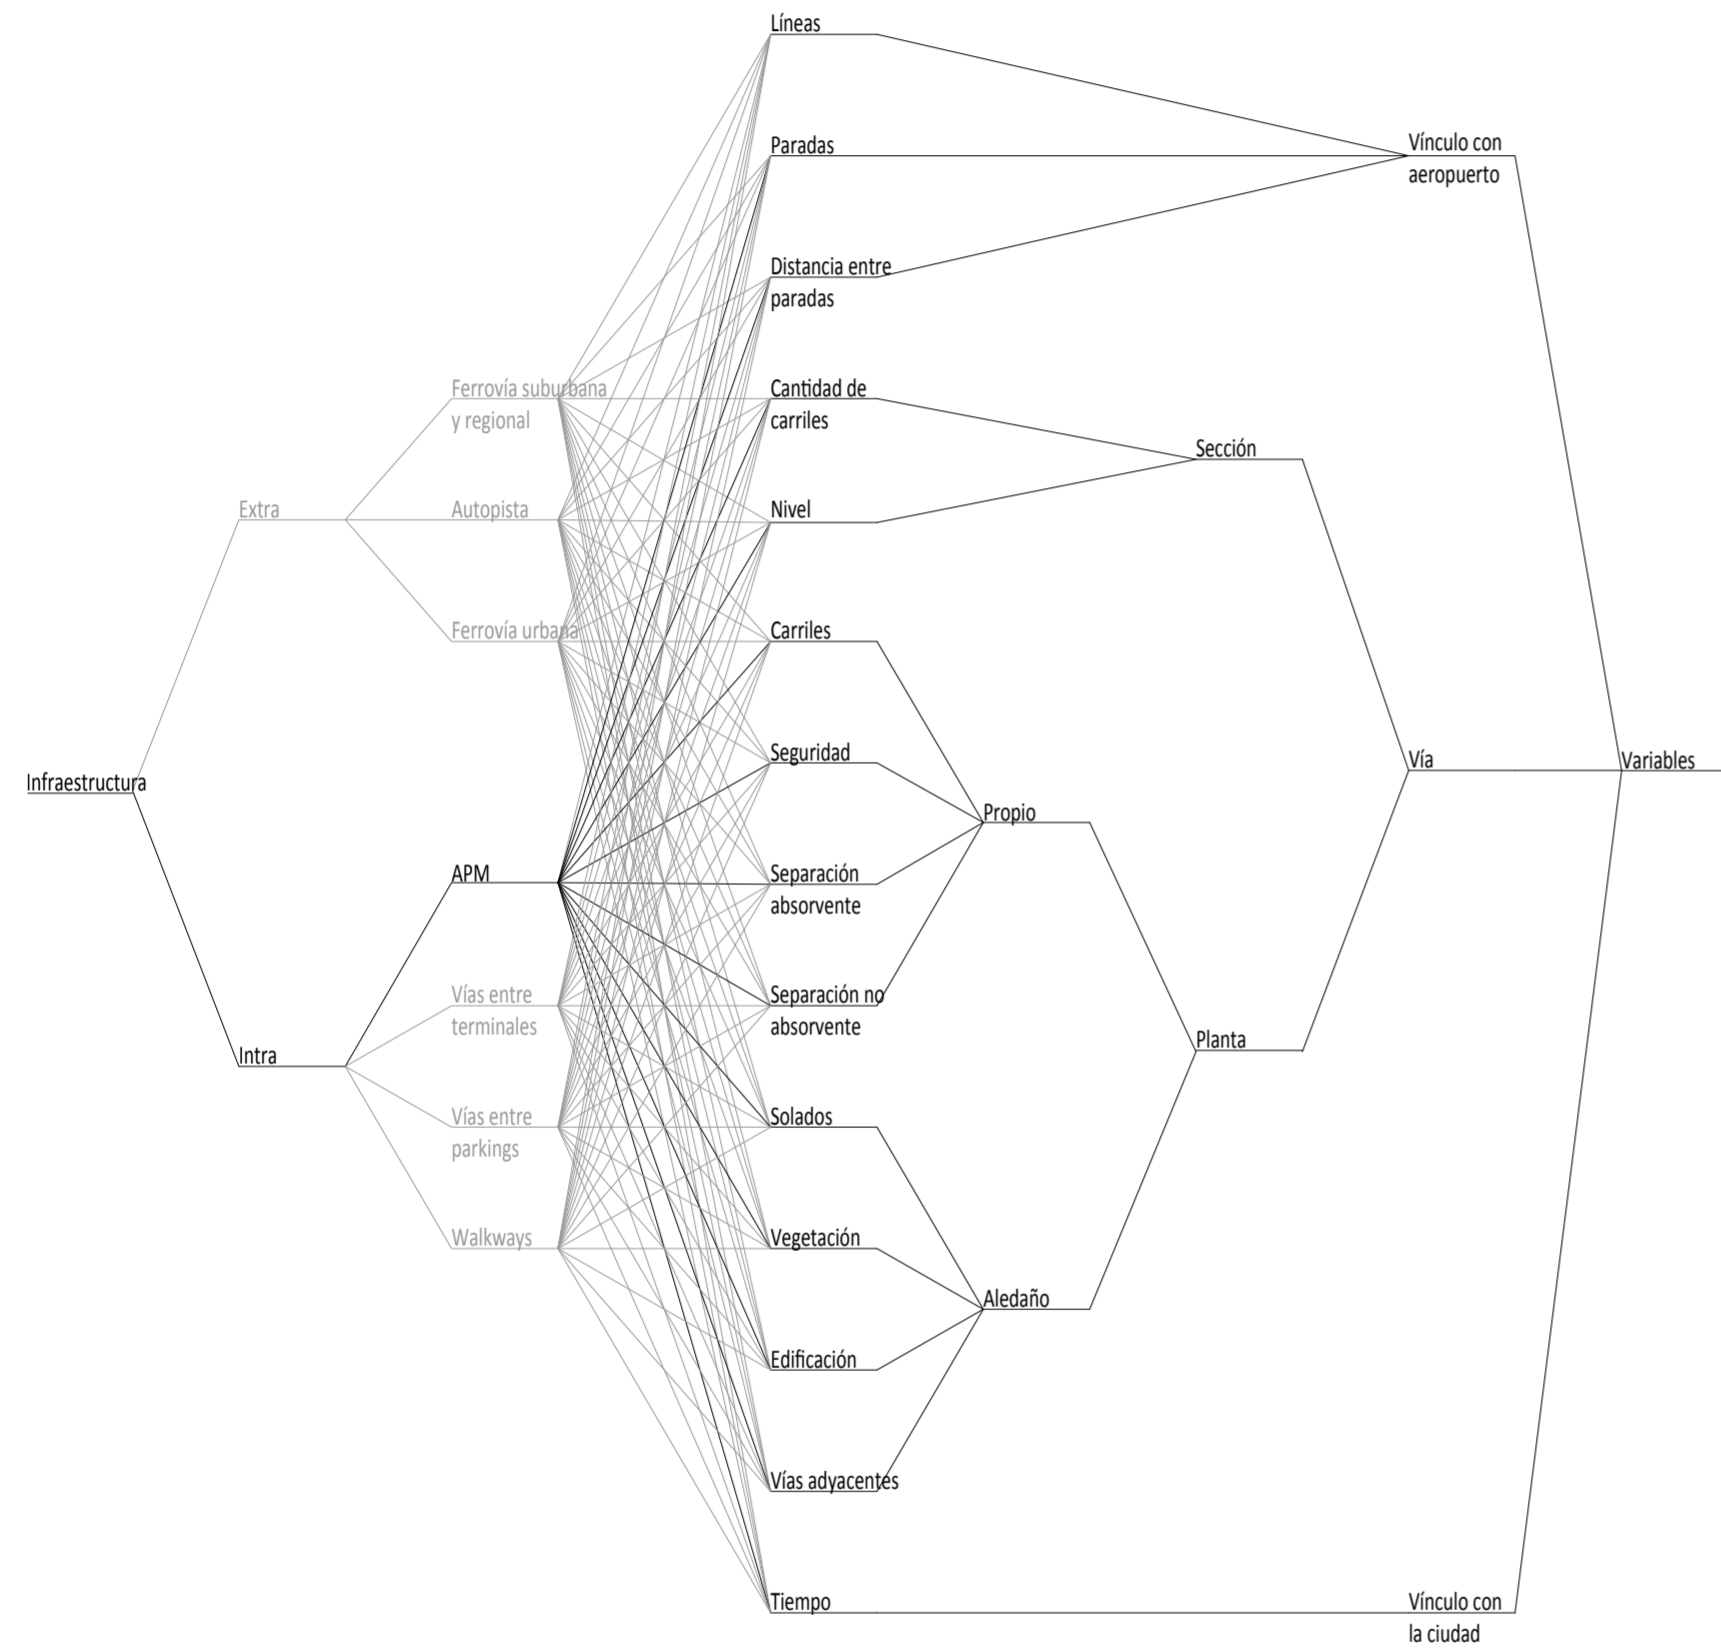 Infraestructura
Extra
Intra
Ferrovía suburbana
y regional
Autopista
Ferrovía urbana
APM
Vías entre
terminales
Vías entre
parkings
Walkways
Líneas
Paradas
Distancia entre
paradas
Cantidad de
carriles
Nivel
Carriles
Seguridad
Separación
absorvente
Separación no
absorvente
Solados
Vegetación
Edificación
Vías adyacentes
Tiempo
Propio
Aledaño
Sección
Planta
Vínculo con
aeropuerto
Vía
Vínculo con
la ciudad
Variables